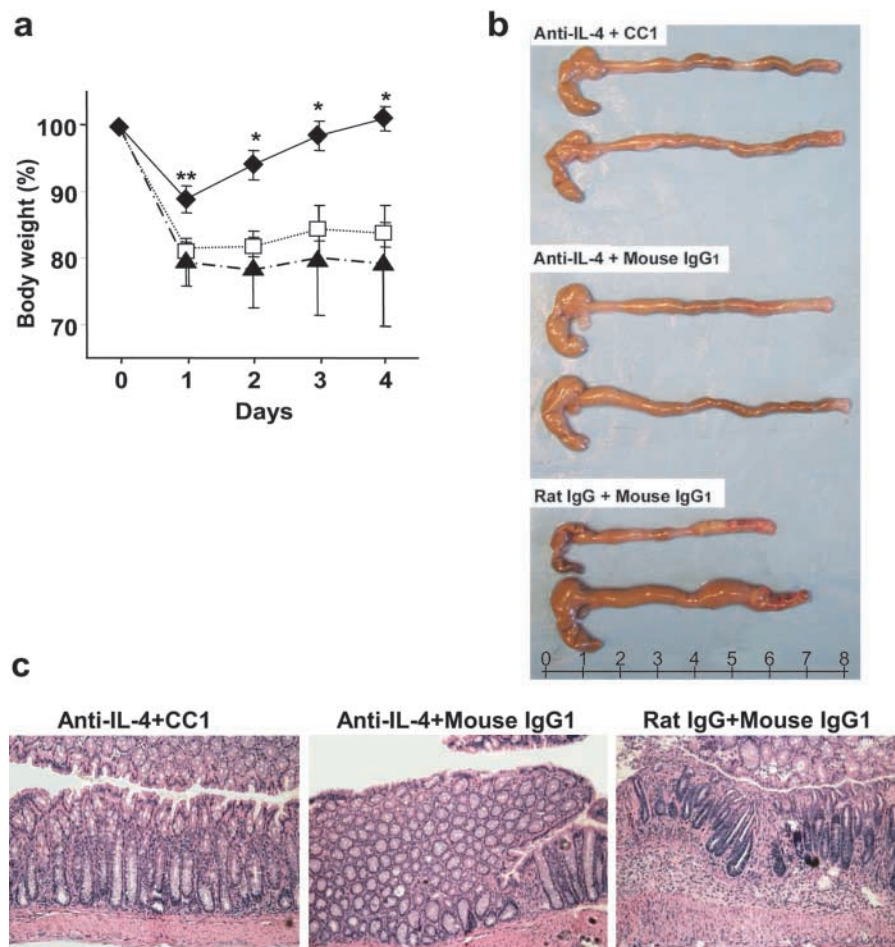 a
b
100
90
80
70
Body weight (%)
**
*
*
*
0 1 2 3 4
Days
Anti-IL-4 + CC1
Anti-IL-4 + Mouse IgG1
Rat IgG + Mouse IgG1
0 1 2 3 4 5 6 7 8
c
Anti-IL-4+CC1
Anti-IL-4+Mouse IgG1
Rat IgG+Mouse IgG1